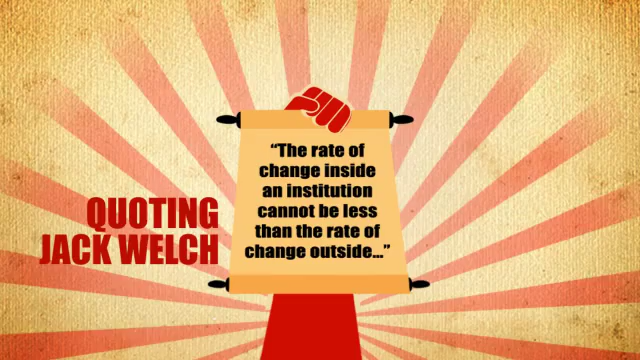 QUOTING
JACK WELCH
“The rate of
change inside
an institution
cannot be less
than the rate of
change outside...”